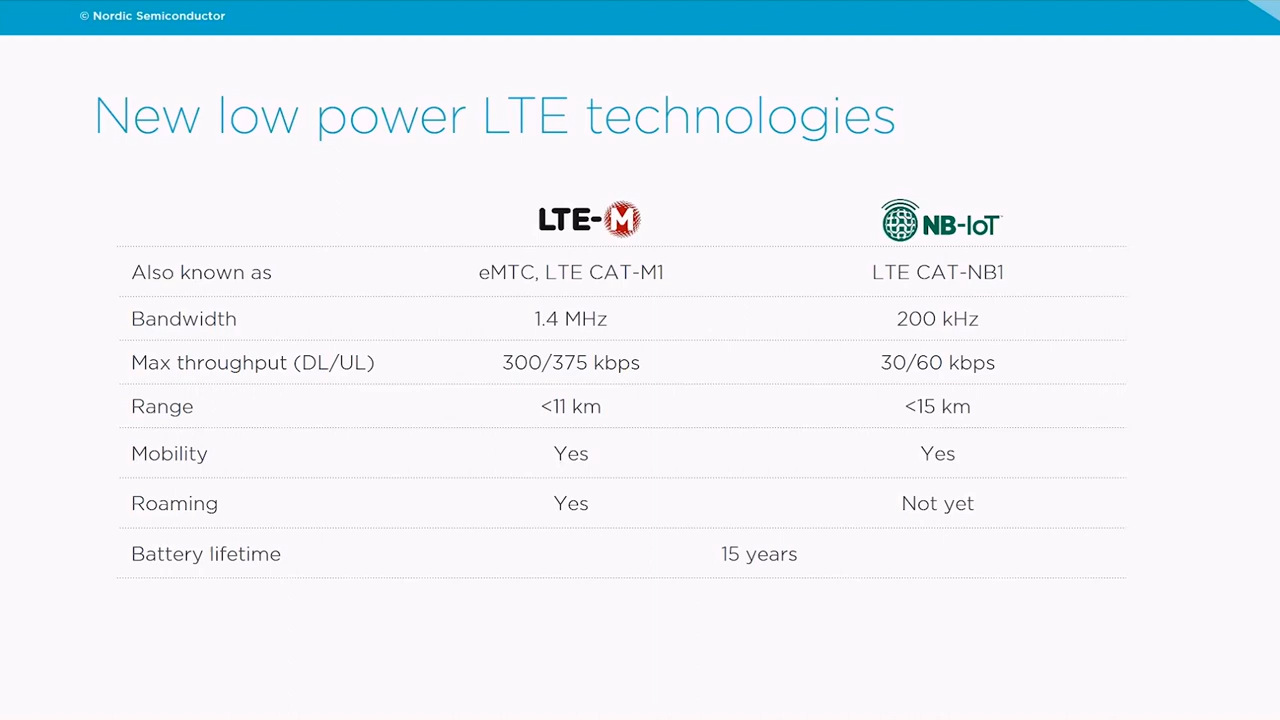 © Nordic Semiconductor
New low power LTE technologies
LTE-M NB-IoT
Also known as eMTC, LTE CAT-M1 LTE CAT-NB1
Bandwidth 1.4 MHz 200 kHz
Max throughput (DL/UL) 300/375 kbps 30/60 kbps
Range <11 km <15 km
Mobility Yes Yes
Roaming Yes Not yet
Battery lifetime 15 years